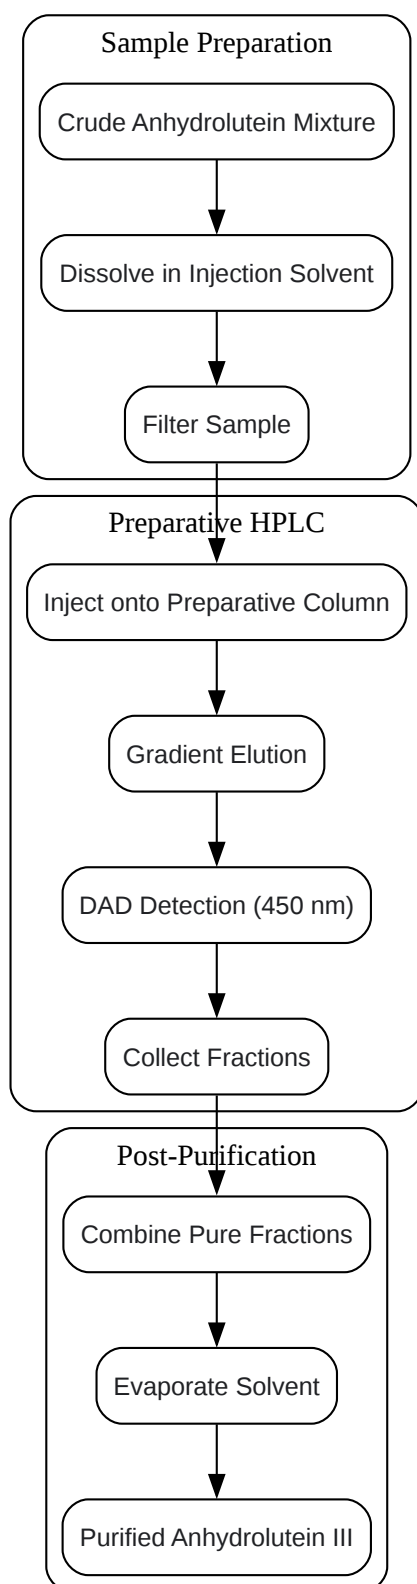 Sample Preparation
Crude Anhydrolutein Mixture
Dissolve in Injection Solvent
Filter Sample
Preparative HPLC
Inject onto Preparative Column
Gradient Elution
DAD Detection (450 nm)
Collect Fractions
Post-Purification
Combine Pure Fractions
Evaporate Solvent
Purified Anhydrolutein III